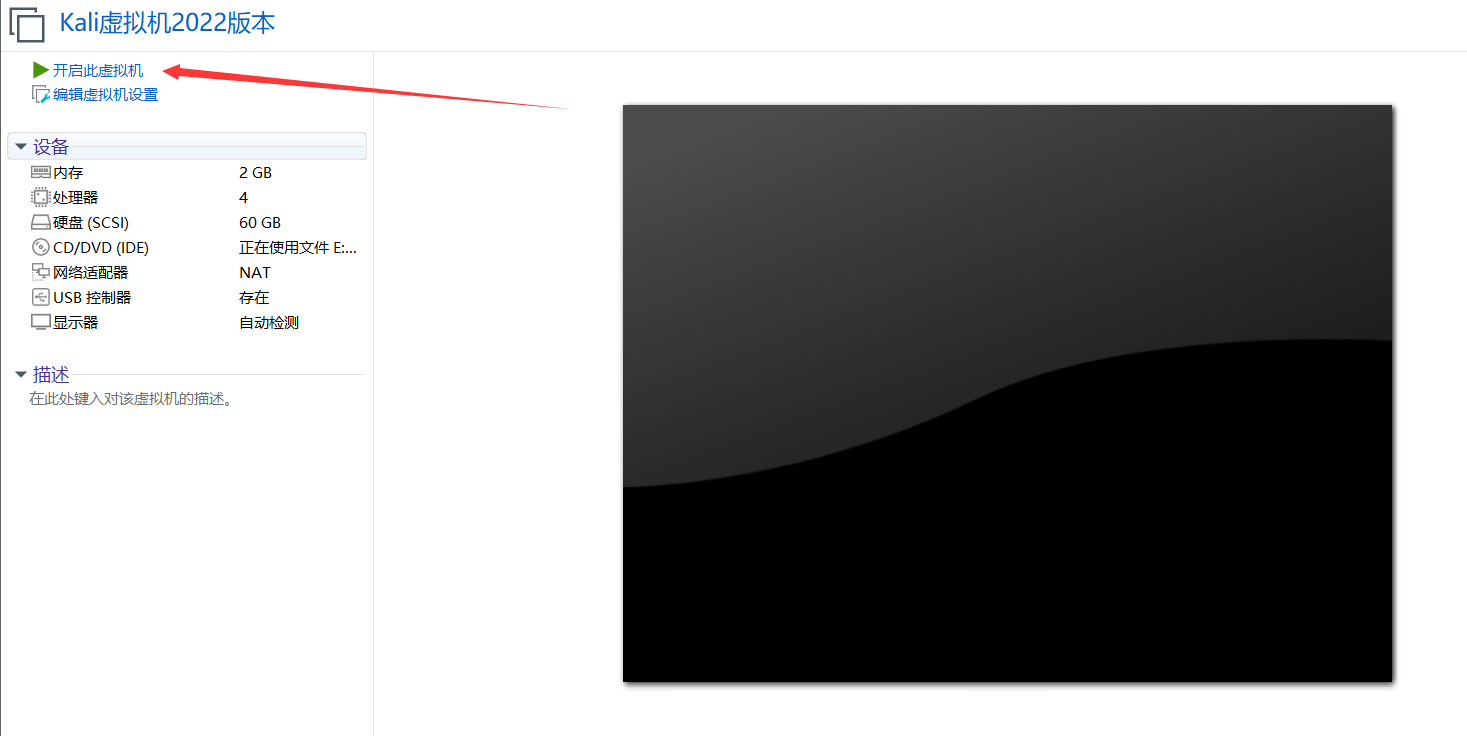 Kali虚拟机2022版本
开启此虚拟机
编辑虚拟机设置
设备
内存 2 GB
处理器 4
硬盘 (SCSI) 60 GB
CD/DVD (IDE) 正在使用文件 E:...
网络适配器 NAT
USB 控制器 存在
显示器 自动检测
描述
在此处键入对该虚拟机的描述。